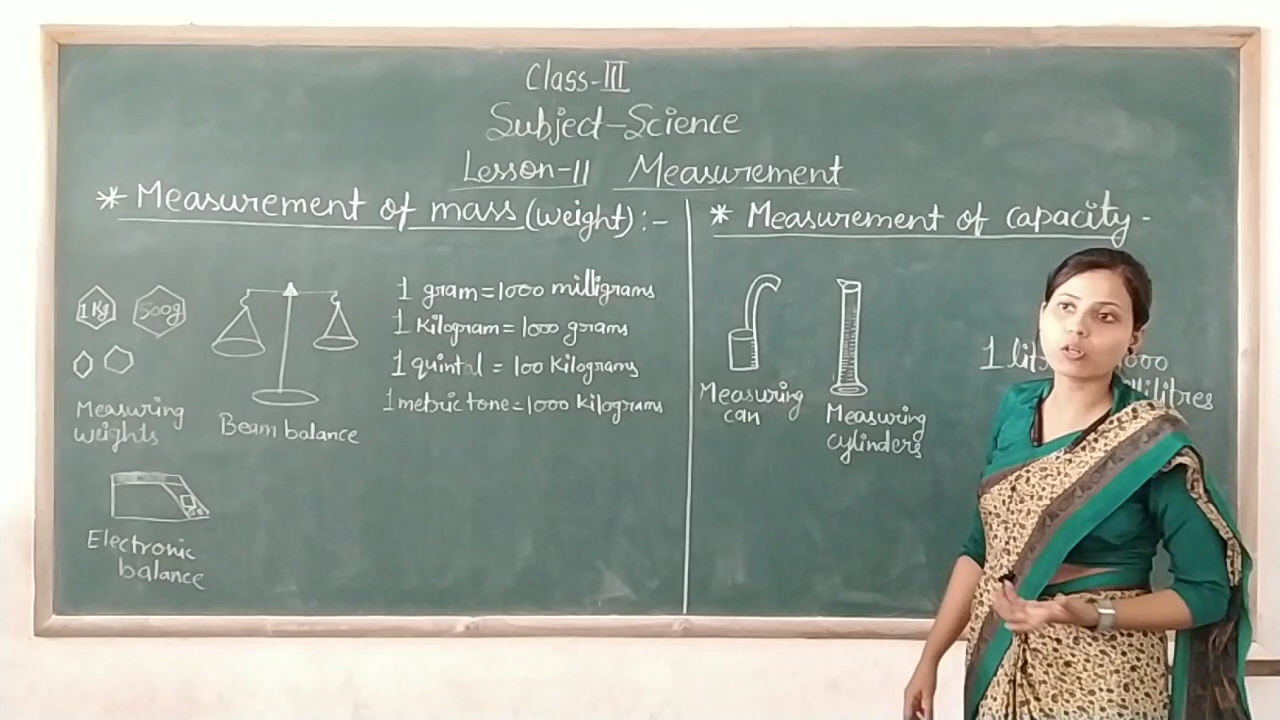 Class-III
Subject-Science
Lesson-11 Measurement
* Measurement of mass (weight) :-
1 Kg
500g
Measuring
weights
Beam balance
Electronic
balance
1 gram = 1000 milligrams
1 Kilogram = 1000 grams
1 quintal = 100 Kilograms
1 metric tone = 1000 kilograms
* Measurement of capacity -
Measuring
can
Measuring
cylinders
1